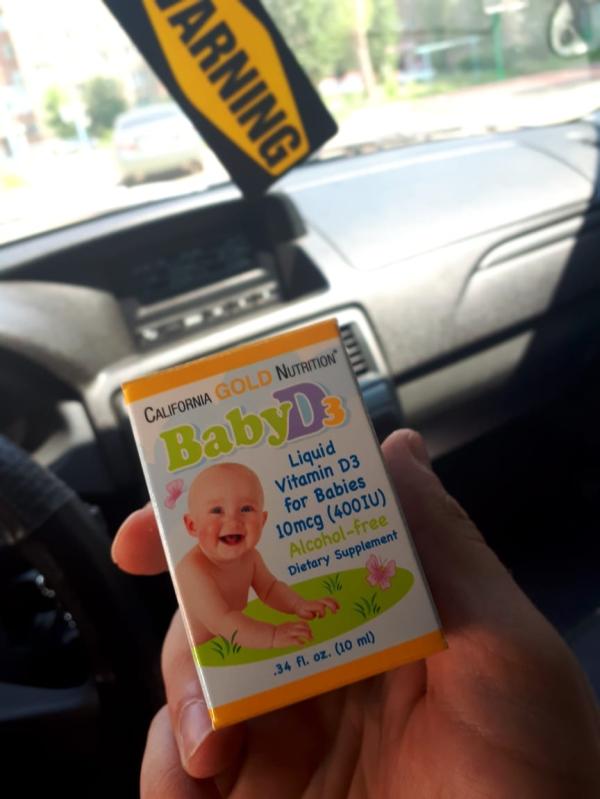 WARNING
CALIFORNIA GOLD NUTRITION®
BabyD3
Liquid
Vitamin D3
for Babies
10mcg (400IU)
Alcohol-free
Dietary Supplement
.34 fl. oz. (10 ml)